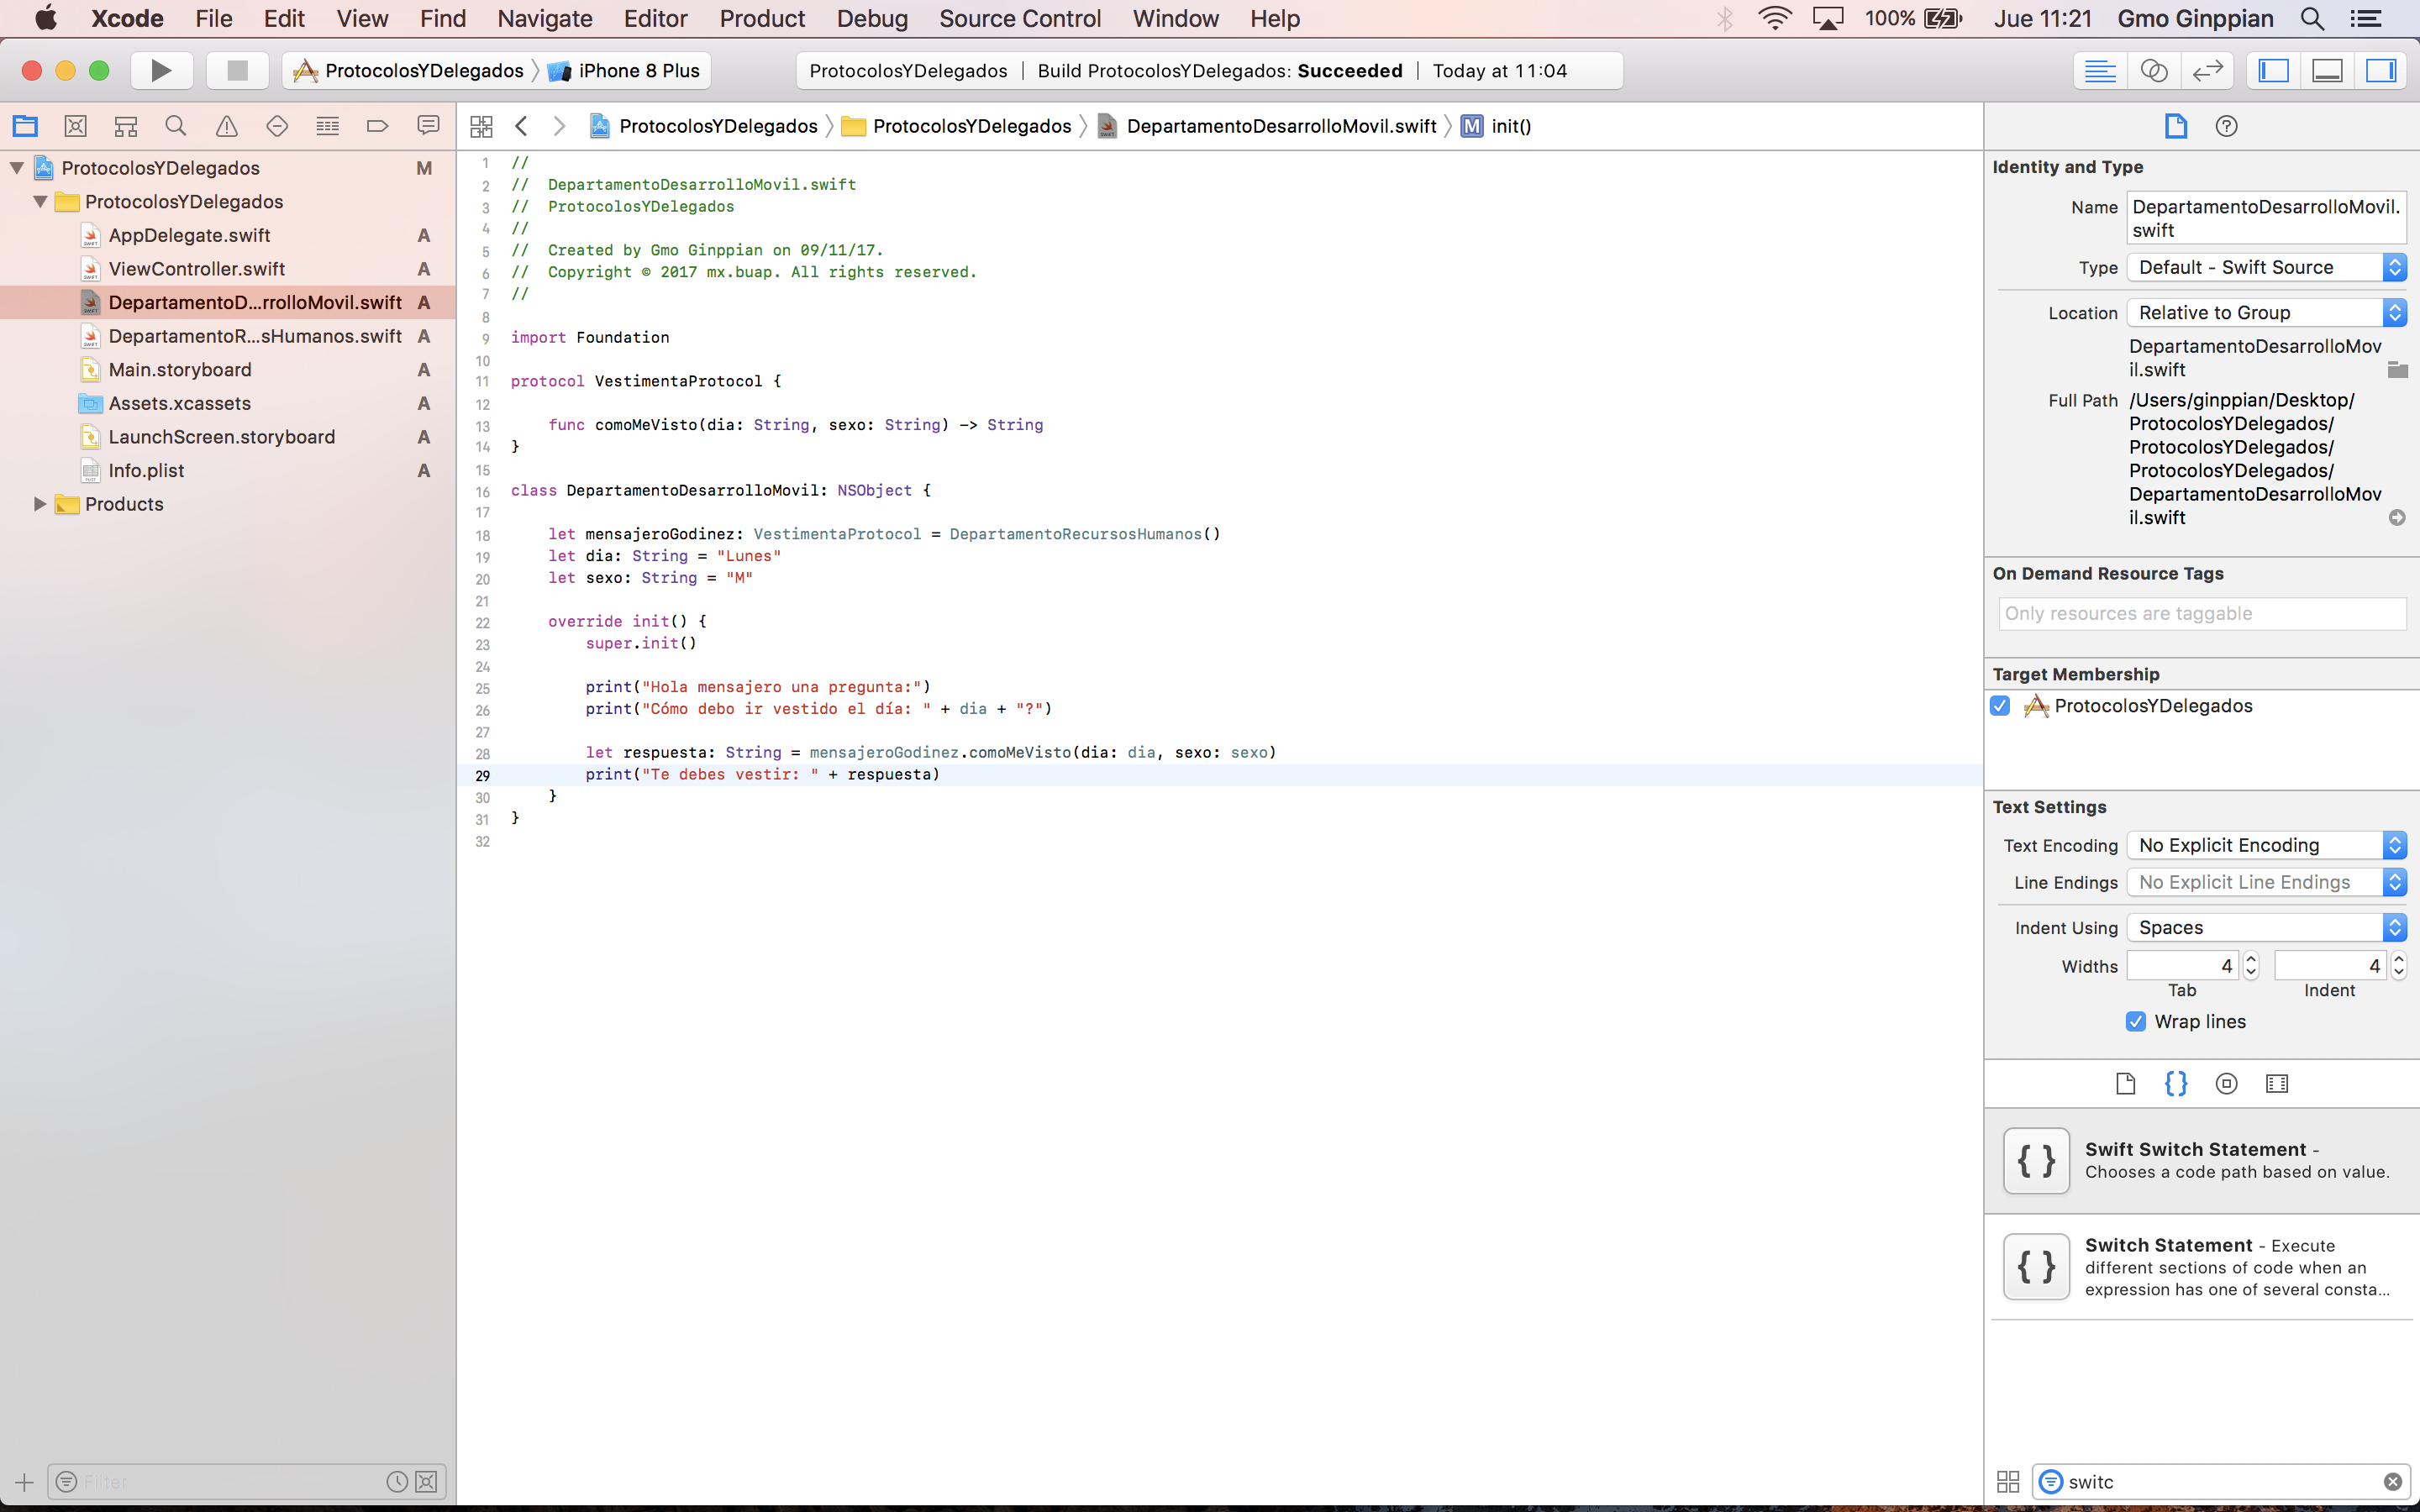 Xcode File Edit View Find Navigate Editor Product Debug Source Control Window Help 100% Jue 11:21 Gmo Ginppian
ProtocolosYDelegados iPhone 8 Plus ProtocolosYDelegados | Build ProtocolosYDelegados: Succeeded | Today at 11:04
ProtocolosYDelegados M
ProtocolosYDelegados
AppDelegate.swift A
ViewController.swift A
DepartamentoD...rrolloMovil.swift A
DepartamentoR...sHumanos.swift A
Main.storyboard A
Assets.xcassets A
LaunchScreen.storyboard A
Info.plist A
Products
Filter
ProtocolosYDelegados ProtocolosYDelegados DepartamentoDesarrolloMovil.swift M init()
1 //
2 //  DepartamentoDesarrolloMovil.swift
3 //  ProtocolosYDelegados
4 //
5 //  Created by Gmo Ginppian on 09/11/17.
6 //  Copyright © 2017 mx.buap. All rights reserved.
7 //
8
9 import Foundation
10
11 protocol VestimentaProtocol {
12
13     func comoMeVisto(dia: String, sexo: String) -> String
14 }
15
16 class DepartamentoDesarrolloMovil: NSObject {
17
18     let mensajeroGodinez: VestimentaProtocol = DepartamentoRecursosHumanos()
19     let dia: String = "Lunes"
20     let sexo: String = "M"
21
22     override init() {
23         super.init()
24
25         print("Hola mensajero una pregunta:")
26         print("Cómo debo ir vestido el día: " + dia + "?")
27
28         let respuesta: String = mensajeroGodinez.comoMeVisto(dia: dia, sexo: sexo)
29         print("Te debes vestir: " + respuesta)
30     }
31 }
32
Identity and Type
Name DepartamentoDesarrolloMovil.
swift
Type Default - Swift Source
Location Relative to Group
DepartamentoDesarrolloMov
il.swift
Full Path /Users/ginppian/Desktop/
ProtocolosYDelegados/
ProtocolosYDelegados/
ProtocolosYDelegados/
DepartamentoDesarrolloMov
il.swift
On Demand Resource Tags
Only resources are taggable
Target Membership
ProtocolosYDelegados
Text Settings
Text Encoding No Explicit Encoding
Line Endings No Explicit Line Endings
Indent Using Spaces
Widths 4 4
Tab Indent
Wrap lines
{ } Swift Switch Statement -
Chooses a code path based on value.
{ } Switch Statement - Execute
different sections of code when an
expression has one of several consta...
switc